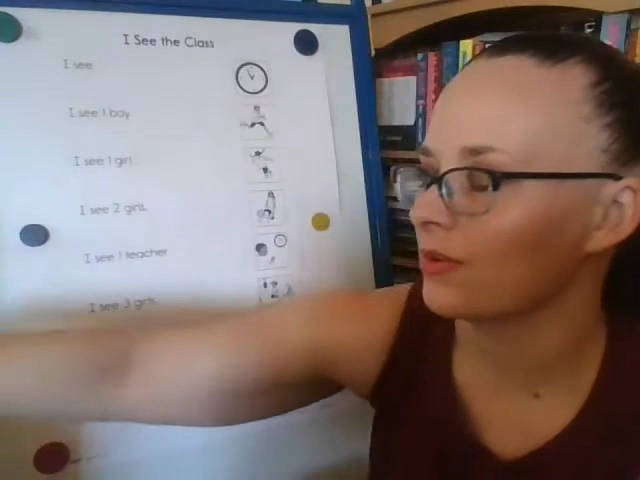 I See the Class
I see
I see 1 boy.
I see 1 girl.
I see 2 girls.
I see 1 teacher
I see 3 girls.